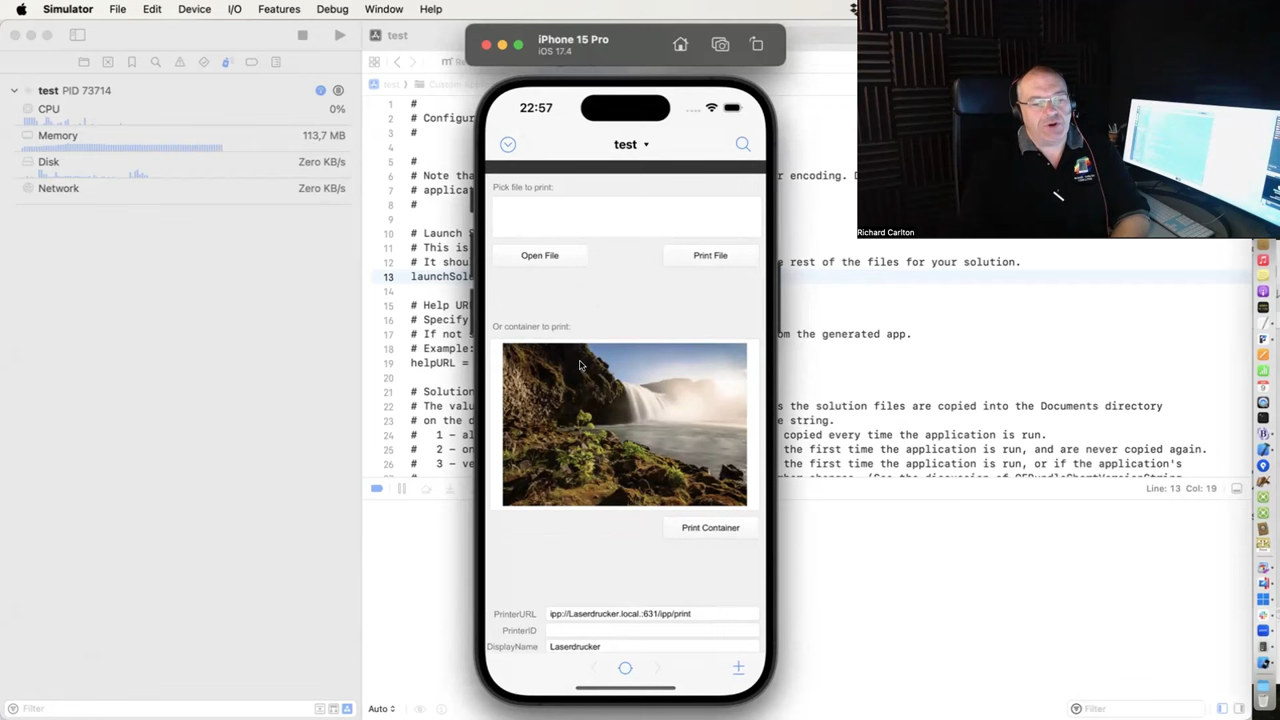 Simulator File Edit View I/O Features Debug Window Help
test
iPhone 15 Pro
iOS 17.4
test PID 73714
CPU
Memory 113,7 MB
Disk Zero KB/s
Network Zero KB/s
22:57
test
Pick file to print:
Open File Print File
Or container to print:
Print Container
PrinterURL ipp://Laserdrucker.local.:631/ipp/print
PrinterID
DisplayName Laserdrucker
1 #
2 # Configur
3 #
4
5 #
6 # Note tha r encoding. D
7 # applicat
8 #
9
10 # Launch S
11 # This is
12 # It shou e rest of the files for your solution.
13 launchSol
14
15 # Help UR
16 # Specify om the generated app.
17 # If not
18 # Example:
19 helpURL =
20
21 # Solution
22 # The valu s the solution files are copied into the Documents directory
23 # on the d e string.
24 # 1 – al copied every time the application is run.
25 # 2 – on the first time the application is run, and are never copied again.
26 # 3 – ve the first time the application is run, or if the application's
Line: 13 Col: 19
Filter
Auto
Filter
Richard Carlton